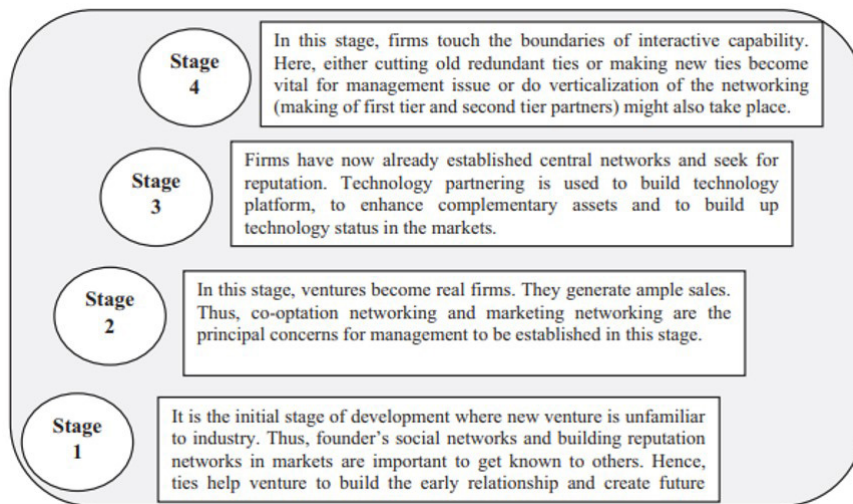 Stage
4
In this stage, firms touch the boundaries of interactive capability.
Here, either cutting old redundant ties or making new ties become
vital for management issue or do verticalization of the networking
(making of first tier and second tier partners) might also take place.
Stage
3
Firms have now already established central networks and seek for
reputation. Technology partnering is used to build technology
platform, to enhance complementary assets and to build up
technology status in the markets.
Stage
2
In this stage, ventures become real firms. They generate ample sales.
Thus, co-optation networking and marketing networking are the
principal concerns for management to be established in this stage.
Stage
1
It is the initial stage of development where new venture is unfamiliar
to industry. Thus, founder's social networks and building reputation
networks in markets are important to get known to others. Hence,
ties help venture to build the early relationship and create future